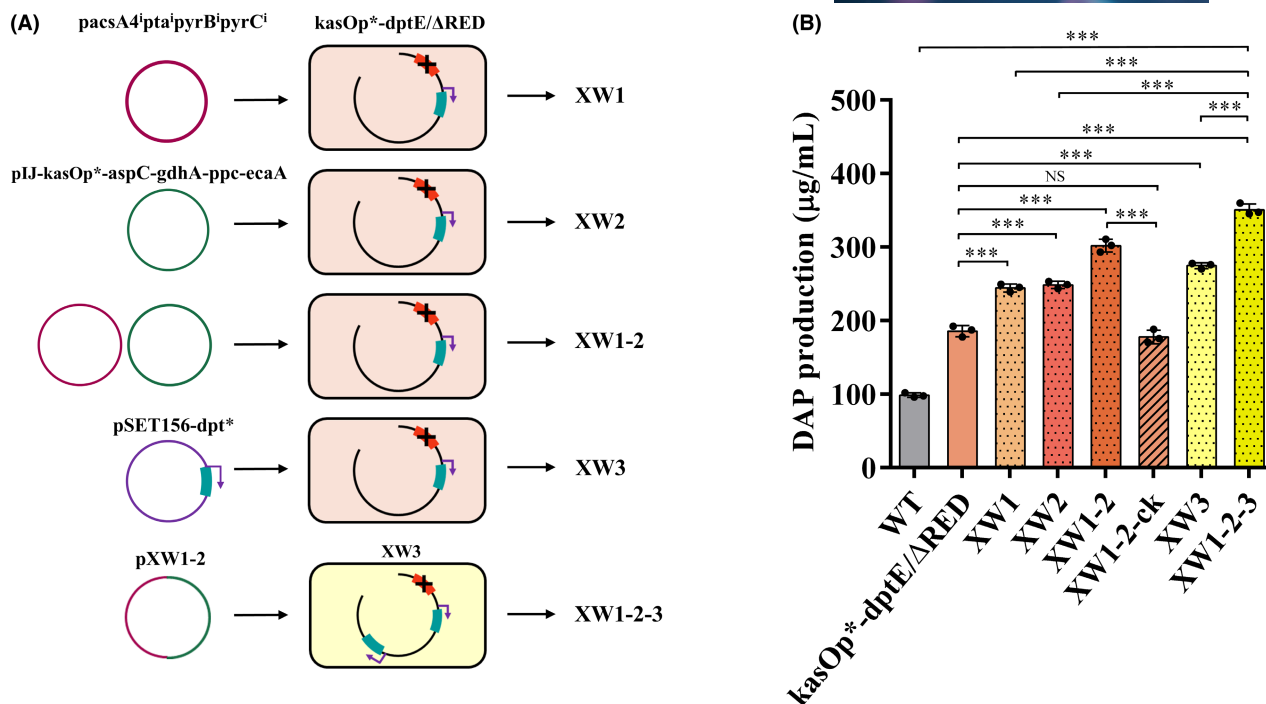 (A)
pacsA4ⁱptaⁱpyrBⁱpyrCⁱ
kasOp*-dptE/ΔRED
XW1
pIJ-kasOp*-aspC-gdhA-ppc-ecaA
XW2
XW1-2
pSET156-dpt*
XW3
pXW1-2
XW3
XW1-2-3
(B)
***
***
***
***
***
***
NS
***
***
***
***
DAP production (μg/mL)
500
400
300
200
100
0
WT
kasOp*-dptE/ΔRED
XW1
XW2
XW1-2
XW1-2-ck
XW3
XW1-2-3